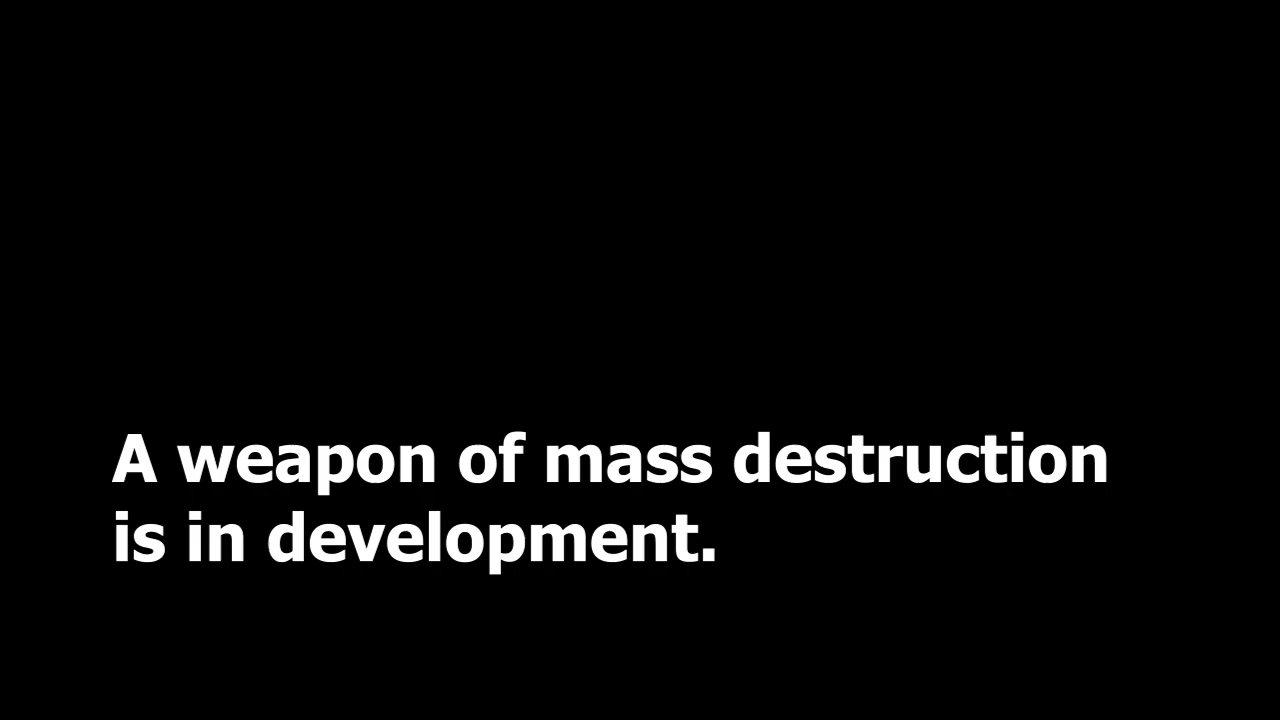 A weapon of mass destruction
is in development.